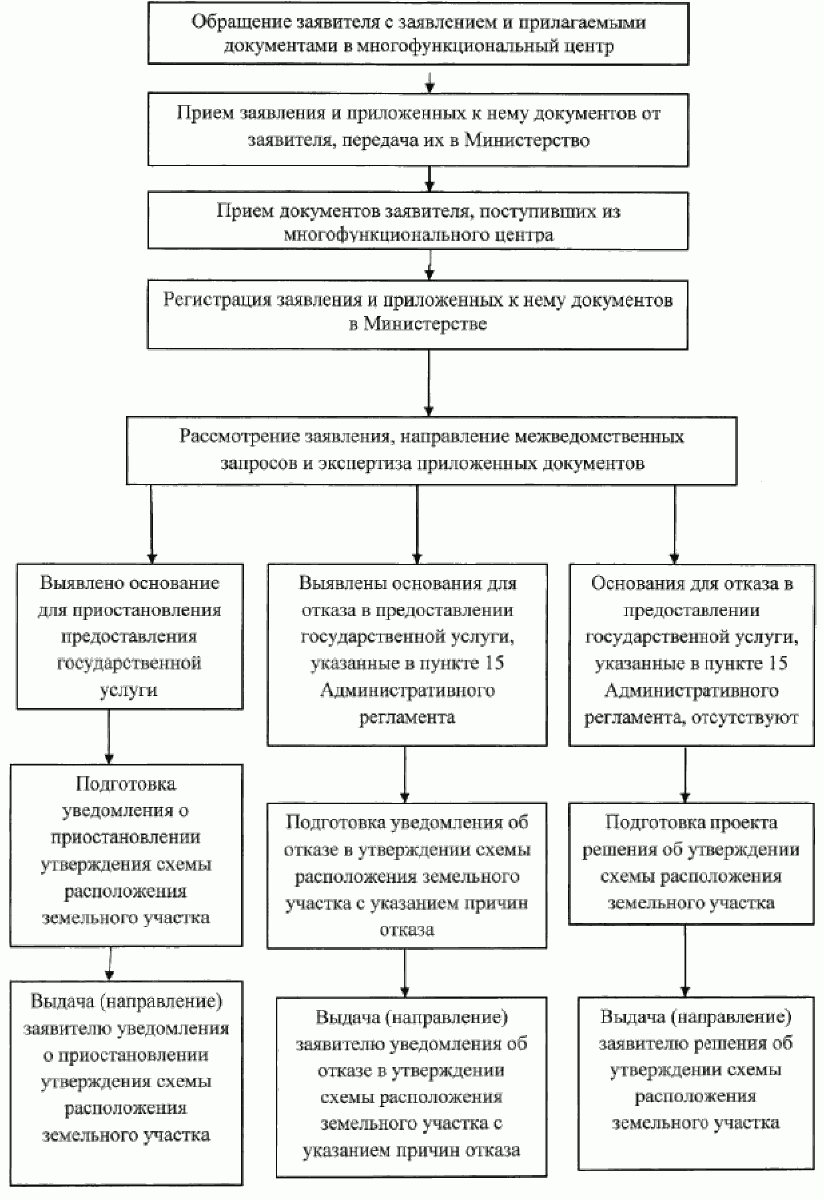 Обращение заявителя с заявлением и прилагаемыми
документами в многофункциональный центр
Прием заявления и приложенных к нему документов от
заявителя, передача их в Министерство
Прием документов заявителя, поступивших из
многофункционального центра
Регистрация заявления и приложенных к нему документов
в Министерстве
Рассмотрение заявления, направление межведомственных
запросов и экспертиза приложенных документов
Выявлено основание
для приостановления
предоставления
государственной
услуги
Выявлены основания для
отказа в предоставлении
государственной услуги,
указанные в пункте 15
Административного
регламента
Основания для отказа в
предоставлении
государственной услуги,
указанные в пункте 15
Административного
регламента, отсутствуют
Подготовка
уведомления о
приостановлении
утверждения схемы
расположения
земельного участка
Подготовка уведомления об
отказе в утверждении схемы
расположения земельного
участка с указанием причин
отказа
Подготовка проекта
решения об утверждении
схемы расположения
земельного участка
Выдача (направление)
заявителю уведомления
о приостановлении
утверждения схемы
расположения
земельного участка
Выдача (направление)
заявителю уведомления об
отказе в утверждении
схемы расположения
земельного участка с
указанием причин отказа
Выдача (направление)
заявителю решения об
утверждении схемы
расположения
земельного участка